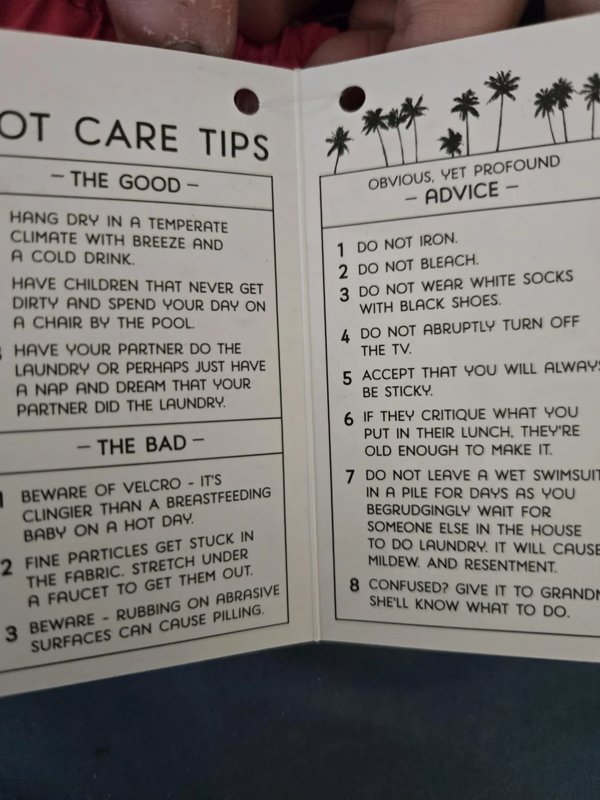 OT CARE TIPS
– THE GOOD –
HANG DRY IN A TEMPERATE
CLIMATE WITH BREEZE AND
A COLD DRINK.
HAVE CHILDREN THAT NEVER GET
DIRTY AND SPEND YOUR DAY ON
A CHAIR BY THE POOL.
HAVE YOUR PARTNER DO THE
LAUNDRY OR PERHAPS JUST HAVE
A NAP AND DREAM THAT YOUR
PARTNER DID THE LAUNDRY.
– THE BAD –
1 BEWARE OF VELCRO - IT'S
CLINGIER THAN A BREASTFEEDING
BABY ON A HOT DAY.
2 FINE PARTICLES GET STUCK IN
THE FABRIC. STRETCH UNDER
A FAUCET TO GET THEM OUT.
3 BEWARE - RUBBING ON ABRASIVE
SURFACES CAN CAUSE PILLING.
OBVIOUS, YET PROFOUND
– ADVICE –
1 DO NOT IRON.
2 DO NOT BLEACH.
3 DO NOT WEAR WHITE SOCKS
WITH BLACK SHOES.
4 DO NOT ABRUPTLY TURN OFF
THE TV.
5 ACCEPT THAT YOU WILL ALWAYS
BE STICKY.
6 IF THEY CRITIQUE WHAT YOU
PUT IN THEIR LUNCH, THEY'RE
OLD ENOUGH TO MAKE IT.
7 DO NOT LEAVE A WET SWIMSUIT
IN A PILE FOR DAYS AS YOU
BEGRUDGINGLY WAIT FOR
SOMEONE ELSE IN THE HOUSE
TO DO LAUNDRY. IT WILL CAUSE
MILDEW. AND RESENTMENT.
8 CONFUSED? GIVE IT TO GRANDM
SHE'LL KNOW WHAT TO DO.